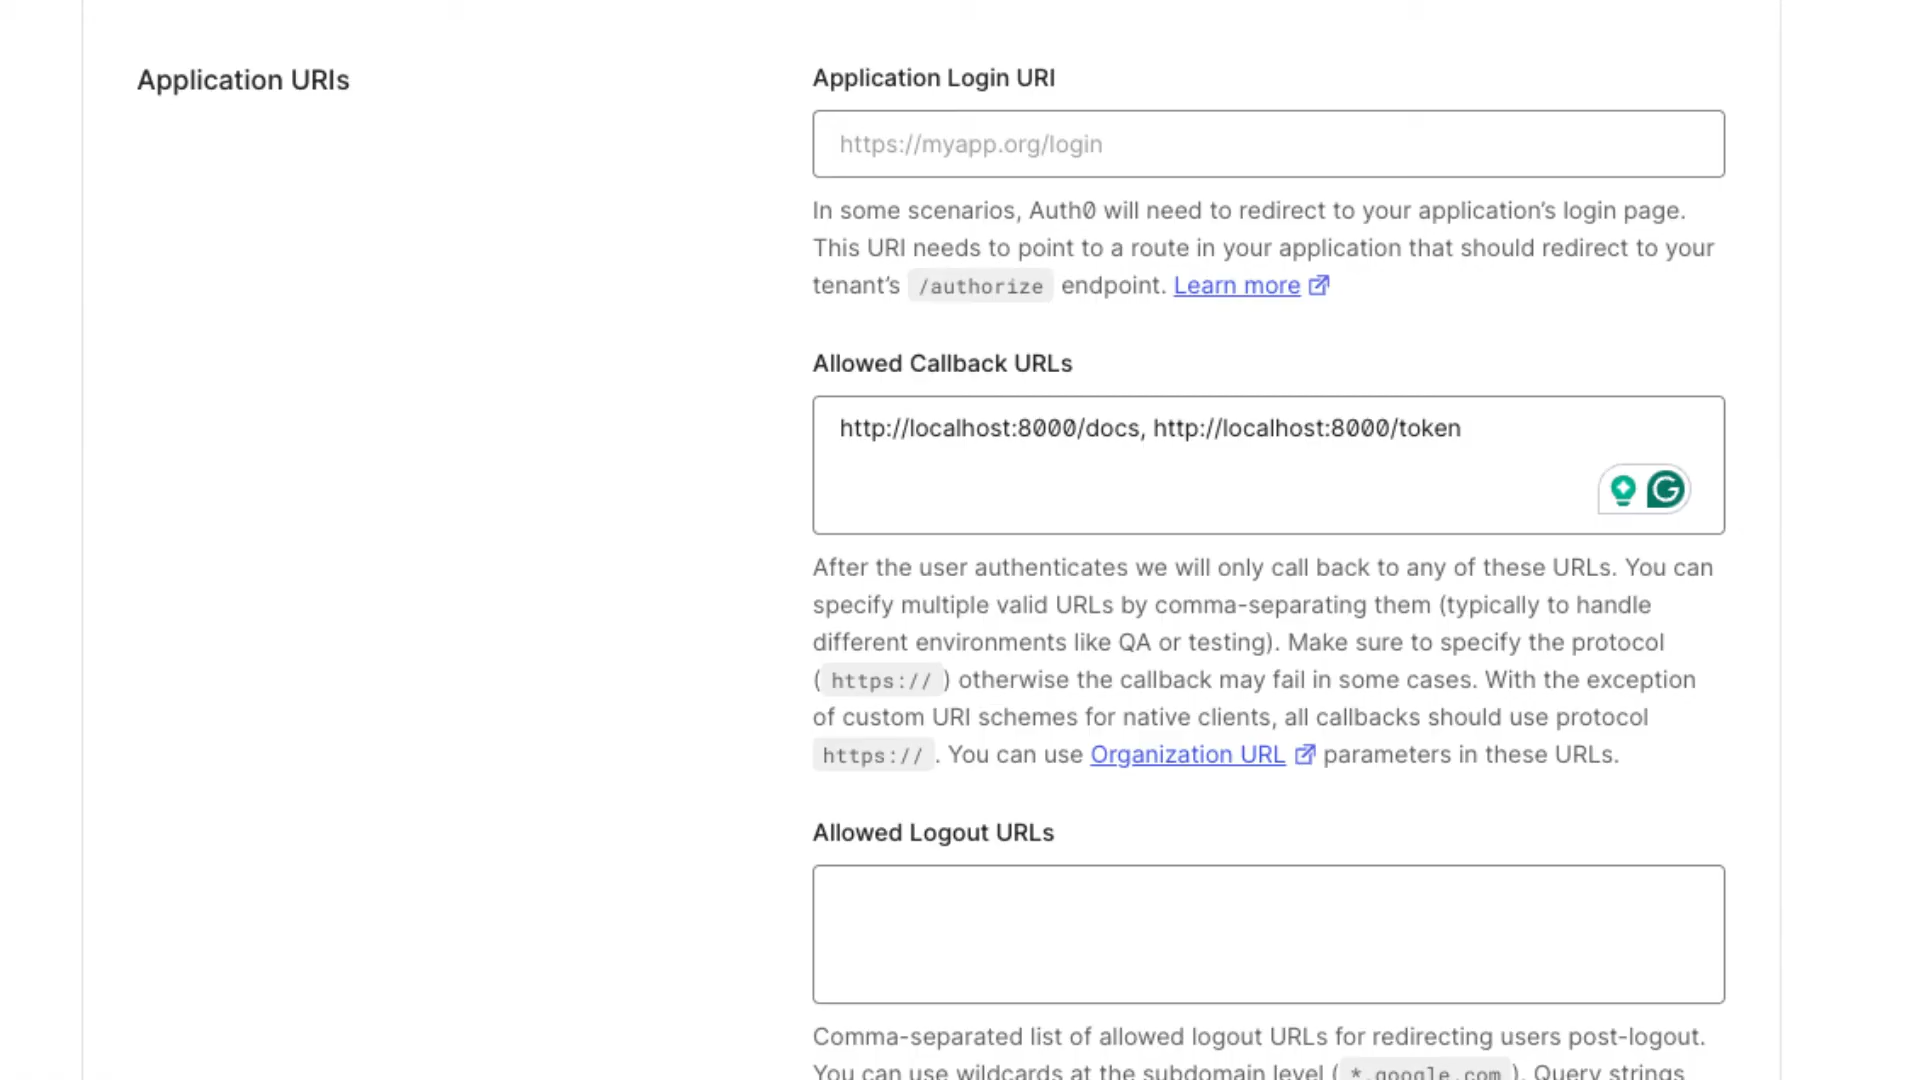 Application URIs
Application Login URI
https://myapp.org/login
In some scenarios, Auth0 will need to redirect to your application's login page.
This URI needs to point to a route in your application that should redirect to your
tenant's /authorize endpoint. Learn more
Allowed Callback URLs
http://localhost:8000/docs, http://localhost:8000/token
After the user authenticates we will only call back to any of these URLs. You can
specify multiple valid URLs by comma-separating them (typically to handle
different environments like QA or testing). Make sure to specify the protocol
( https:// ) otherwise the callback may fail in some cases. With the exception
of custom URI schemes for native clients, all callbacks should use protocol
https:// . You can use Organization URL parameters in these URLs.
Allowed Logout URLs
Comma-separated list of allowed logout URLs for redirecting users post-logout.
You can use wildcards at the subdomain level ( *.google.com ). Query strings